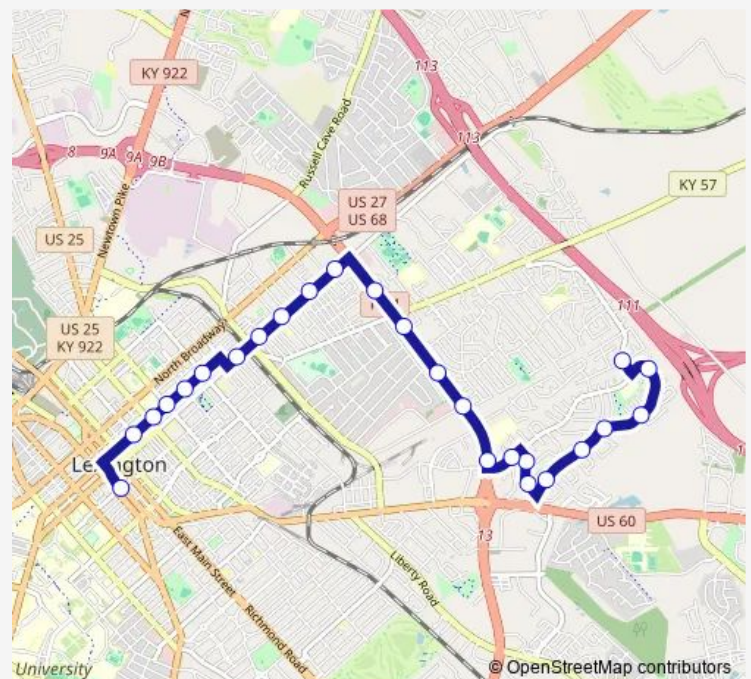 KY 922
113
113
8
9A
9A
9B
Russell Cave Road
Newtown Pike
US 27
US 68
KY 57
US 25
US 25
KY 922
North Broadway
111
Lexington
13
US 60
East Main Street
Richmond Road
Liberty Road
University
© OpenStreetMap contributors